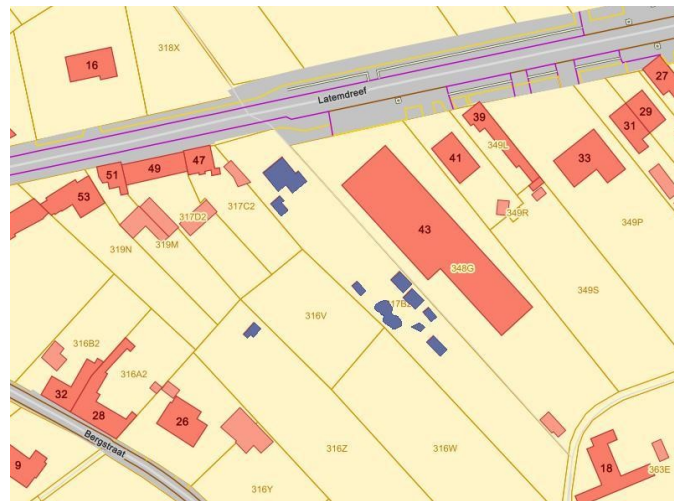 318X
16
27
Latemdreef
29
39
31
349L
41
33
47
49
51
53
317C2
349R
349P
317D2
43
319M
319N
348G
349S
316V
316B2
316A2
32
28
26
Bergstraat
316Z
316W
9
18
363E
316Y